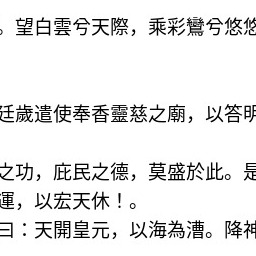 。望白雲兮天際，乘彩鸞兮悠悠
廷歲遣使奉香靈慈之廟，以答明
之功，庇民之德，莫盛於此。是
運，以宏天休！。
曰：天開皇元，以海為漕。降神